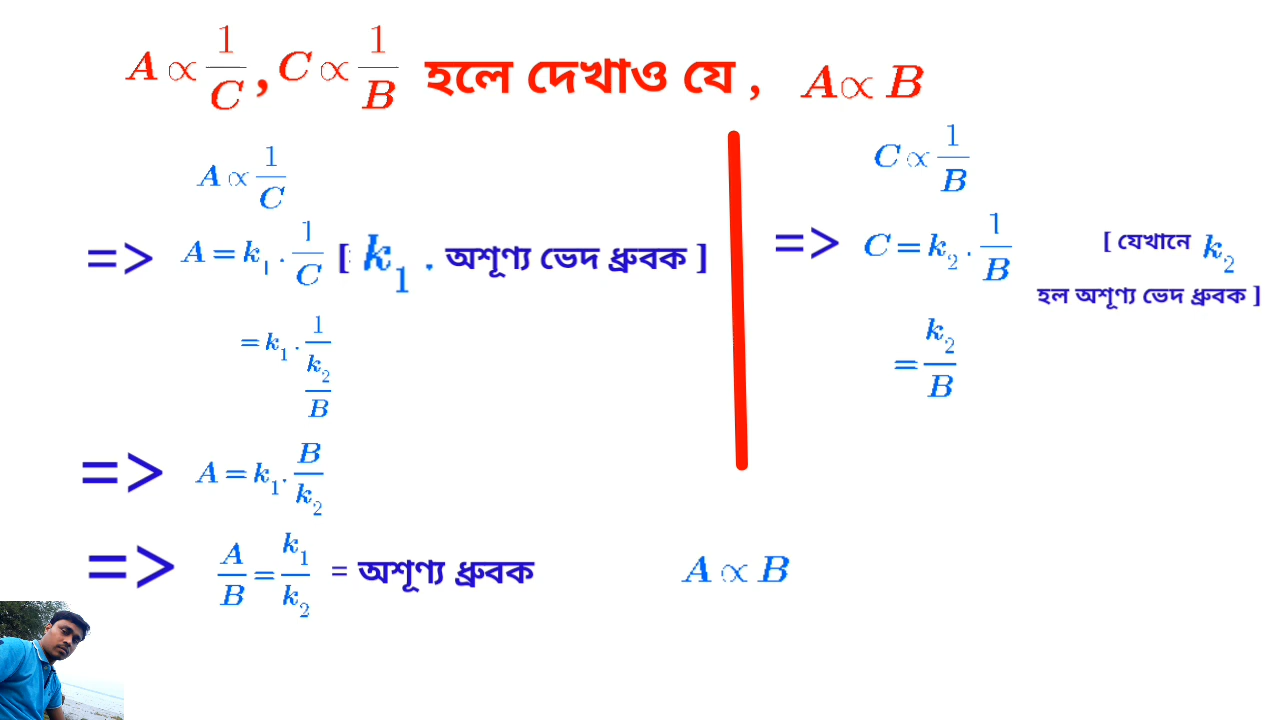 A ∝ 1/C , C ∝ 1/B হলে দেখাও যে , A ∝ B
A ∝ 1/C
=> A = k₁ . 1/C [ k₁ . অশূণ্য ভেদ ধ্রুবক ]
= k₁ . 1/(k₂/B)
=> A = k₁ . B/k₂
=> A/B = k₁/k₂ = অশূণ্য ধ্রুবক
A ∝ B
C ∝ 1/B
=> C = k₂ . 1/B [ যেখানে k₂
হল অশূণ্য ভেদ ধ্রুবক ]
= k₂/B